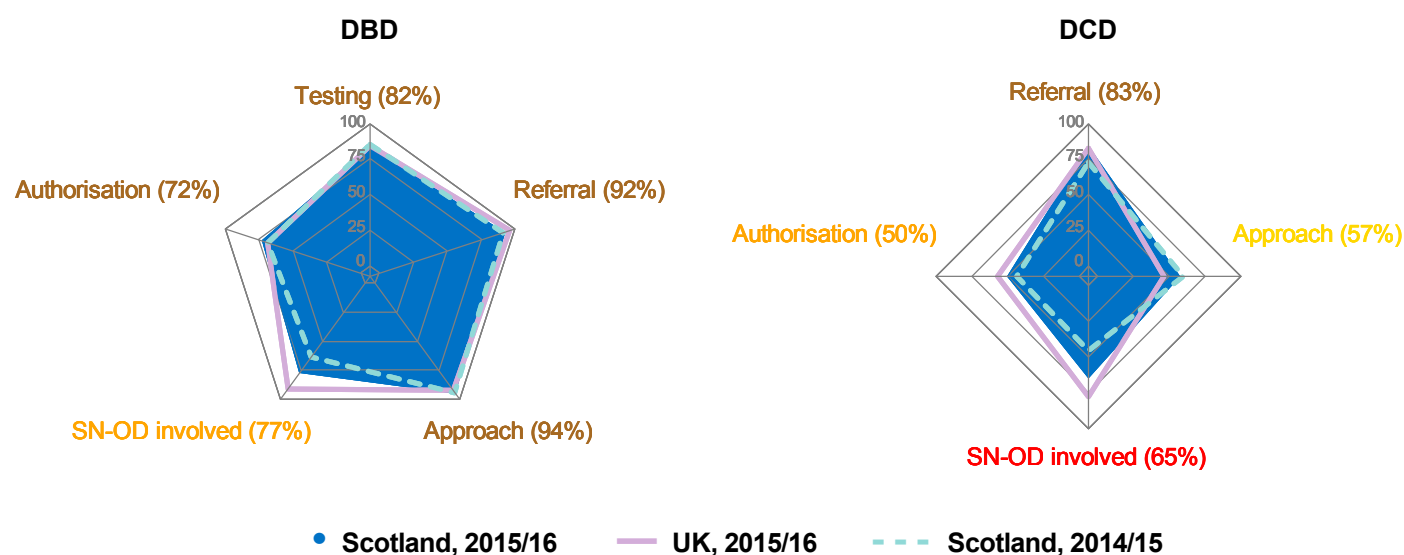 DBD
Testing (82%)
100
75
50
25
0
Authorisation (72%)
Referral (92%)
SN-OD involved (77%)
Approach (94%)
DCD
Referral (83%)
100
75
50
25
0
Authorisation (50%)
Approach (57%)
SN-OD involved (65%)
Scotland, 2015/16
UK, 2015/16
Scotland, 2014/15